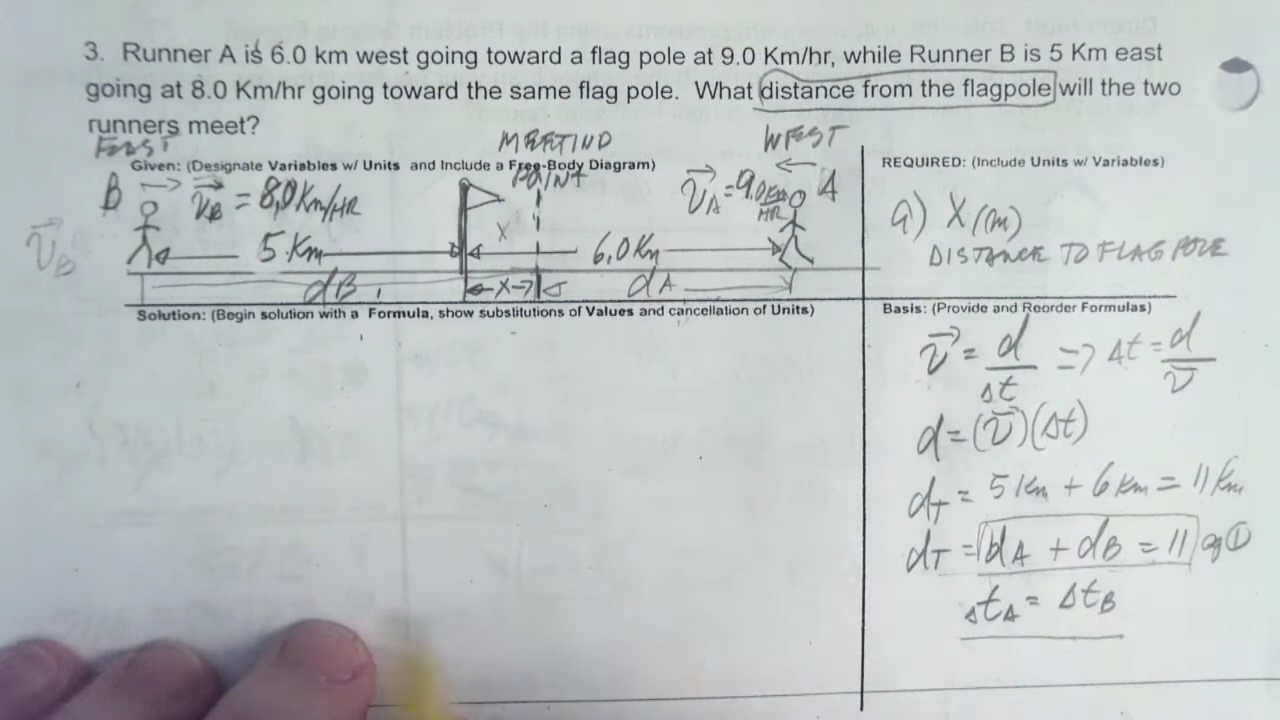 3. Runner A is 6.0 km west going toward a flag pole at 9.0 Km/hr, while Runner B is 5 Km east
going at 8.0 Km/hr going toward the same flag pole. What distance from the flagpole will the two
runners meet?
EAST
MEETING
POINT
WEST
Given: (Designate Variables w/ Units and Include a Free-Body Diagram)
B → v⃗B = 8.0 Km/HR
v⃗A = 9.0 Km/HR A
v⃗B
5 Km
X
6.0 Km
dB
X
dA
REQUIRED: (Include Units w/ Variables)
a) X (m)
DISTANCE TO FLAG POLE
Solution: (Begin solution with a Formula, show substitutions of Values and cancellation of Units)
Basis: (Provide and Reorder Formulas)
v⃗ = d/Δt => Δt = d/v̄
d = (v̄)(Δt)
dT = 5 Km + 6 Km = 11 Km
dT = dA + dB = 11 eq ①
ΔtA = ΔtB